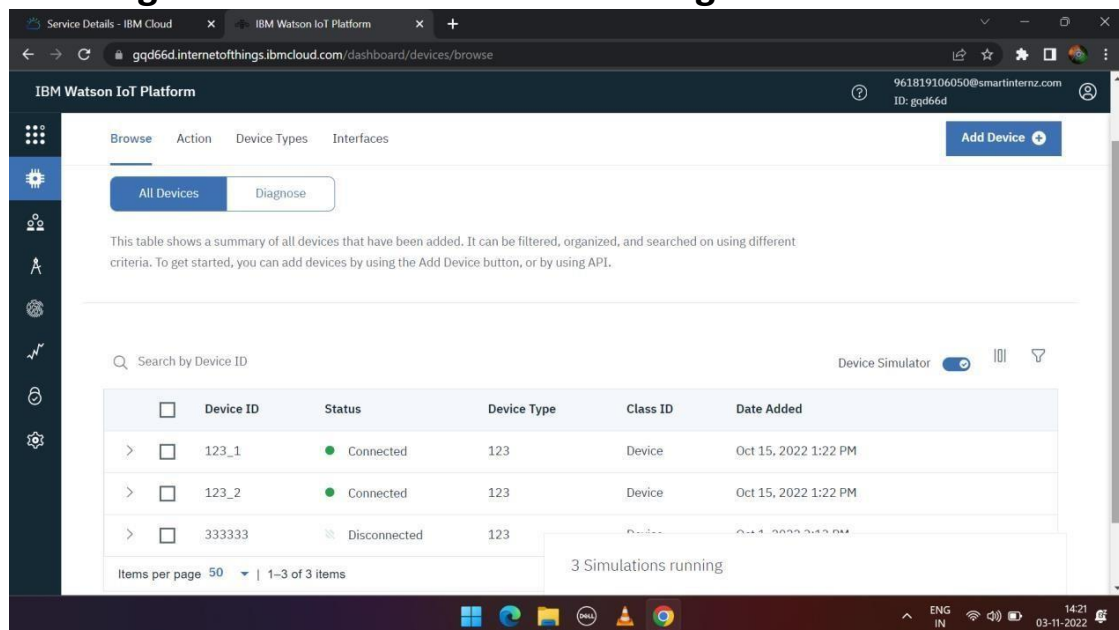 Service Details - IBM Cloud
IBM Watson IoT Platform
gqd66d.internetofthings.ibmcloud.com/dashboard/devices/browse
IBM Watson IoT Platform
961819106050@smartinternz.com
ID: gqd66d
Browse Action Device Types Interfaces
Add Device
All Devices Diagnose
This table shows a summary of all devices that have been added. It can be filtered, organized, and searched on using different
criteria. To get started, you can add devices by using the Add Device button, or by using API.
Search by Device ID
Device Simulator
Device ID Status Device Type Class ID Date Added
123_1 Connected 123 Device Oct 15, 2022 1:22 PM
123_2 Connected 123 Device Oct 15, 2022 1:22 PM
333333 Disconnected 123
3 Simulations running
Items per page 50 | 1–3 of 3 items
DELL
ENG
IN
14:21
03-11-2022